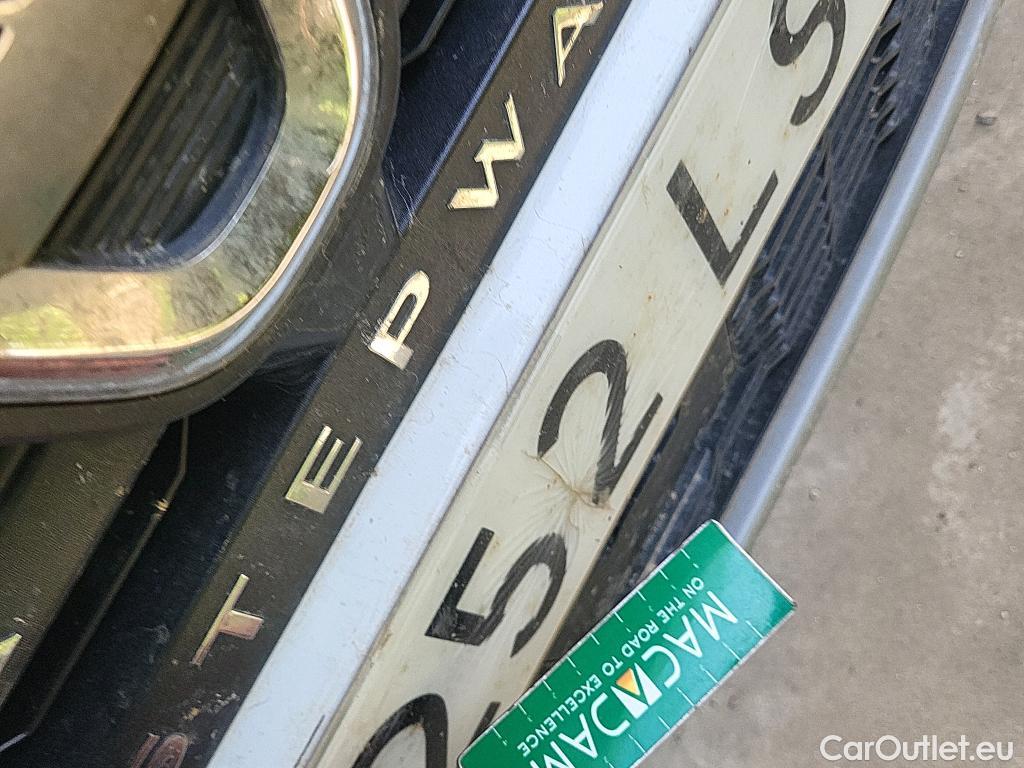 STEPWA
252 LS
MACADAM
ON THE ROAD TO EXCELLENCE
CarOutlet.eu